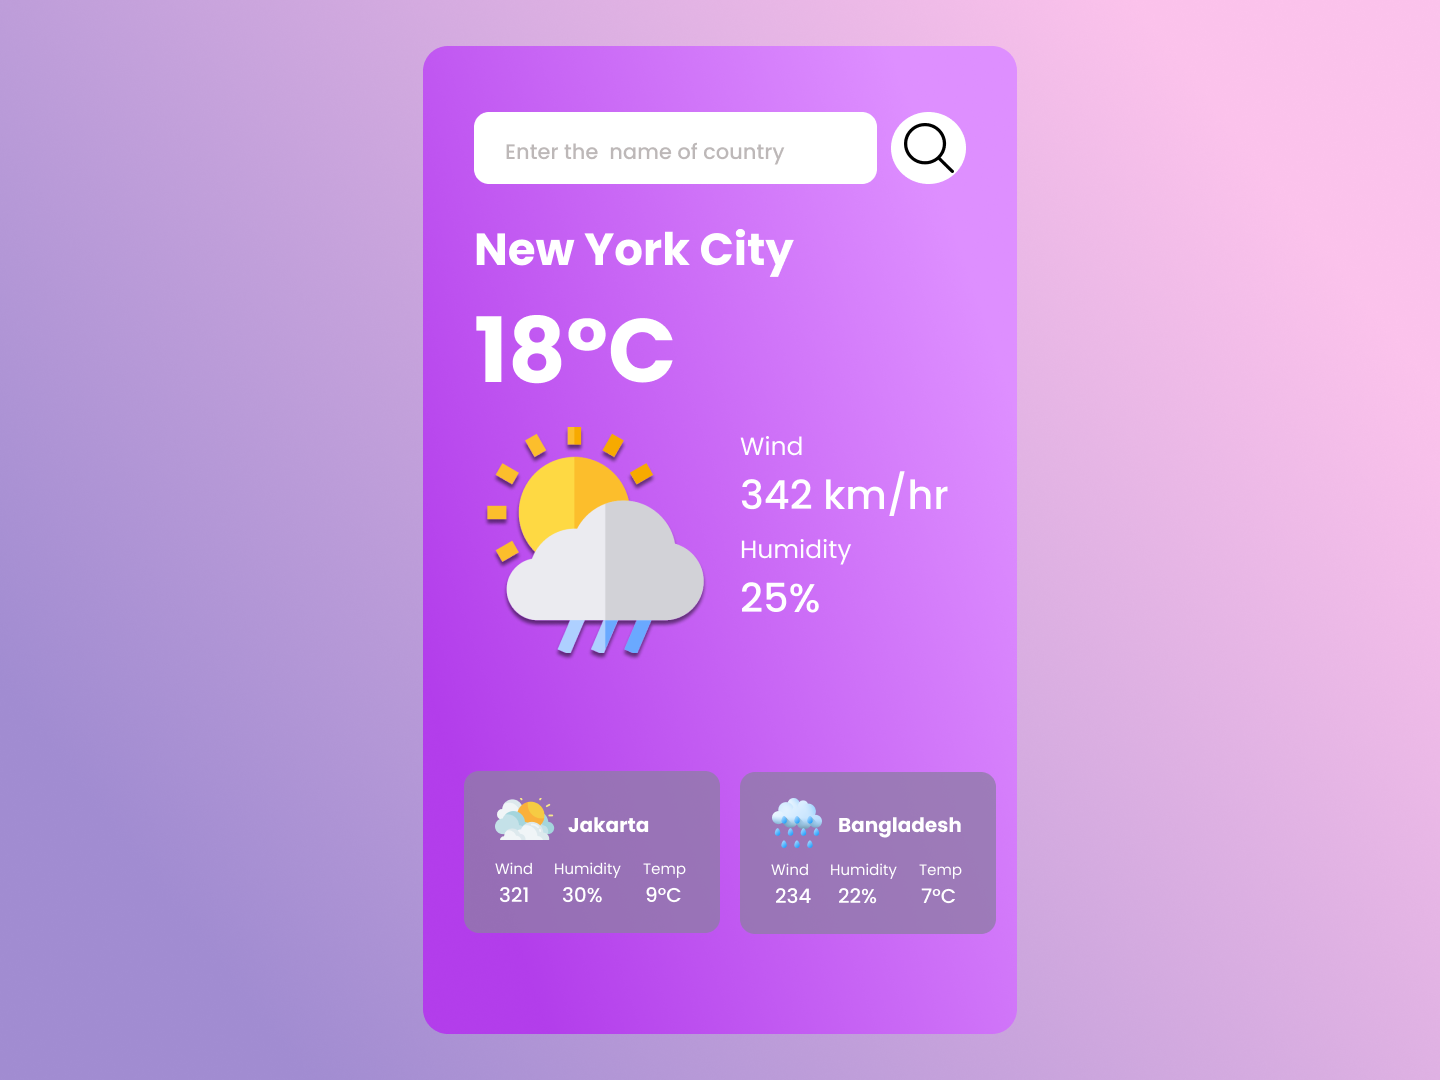 Enter the  name of country
New York City
18°C
Wind
342 km/hr
Humidity
25%
Jakarta
Wind Humidity Temp
321 30% 9°C
Bangladesh
Wind Humidity Temp
234 22% 7°C